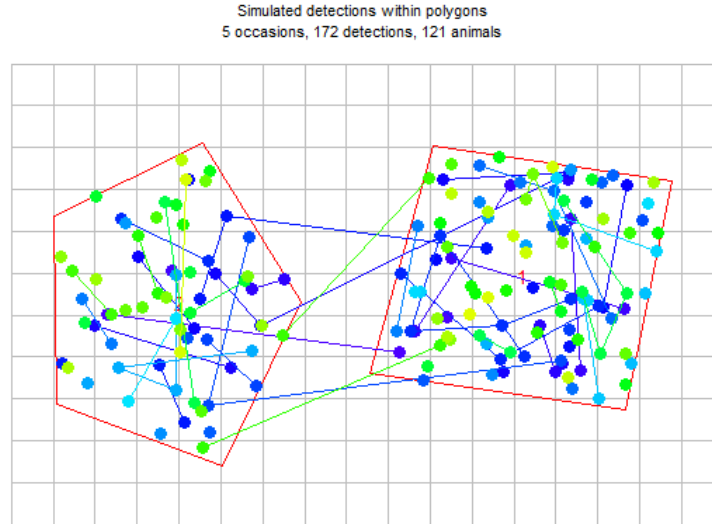 Simulated detections within polygons
5 occasions, 172 detections, 121 animals
1